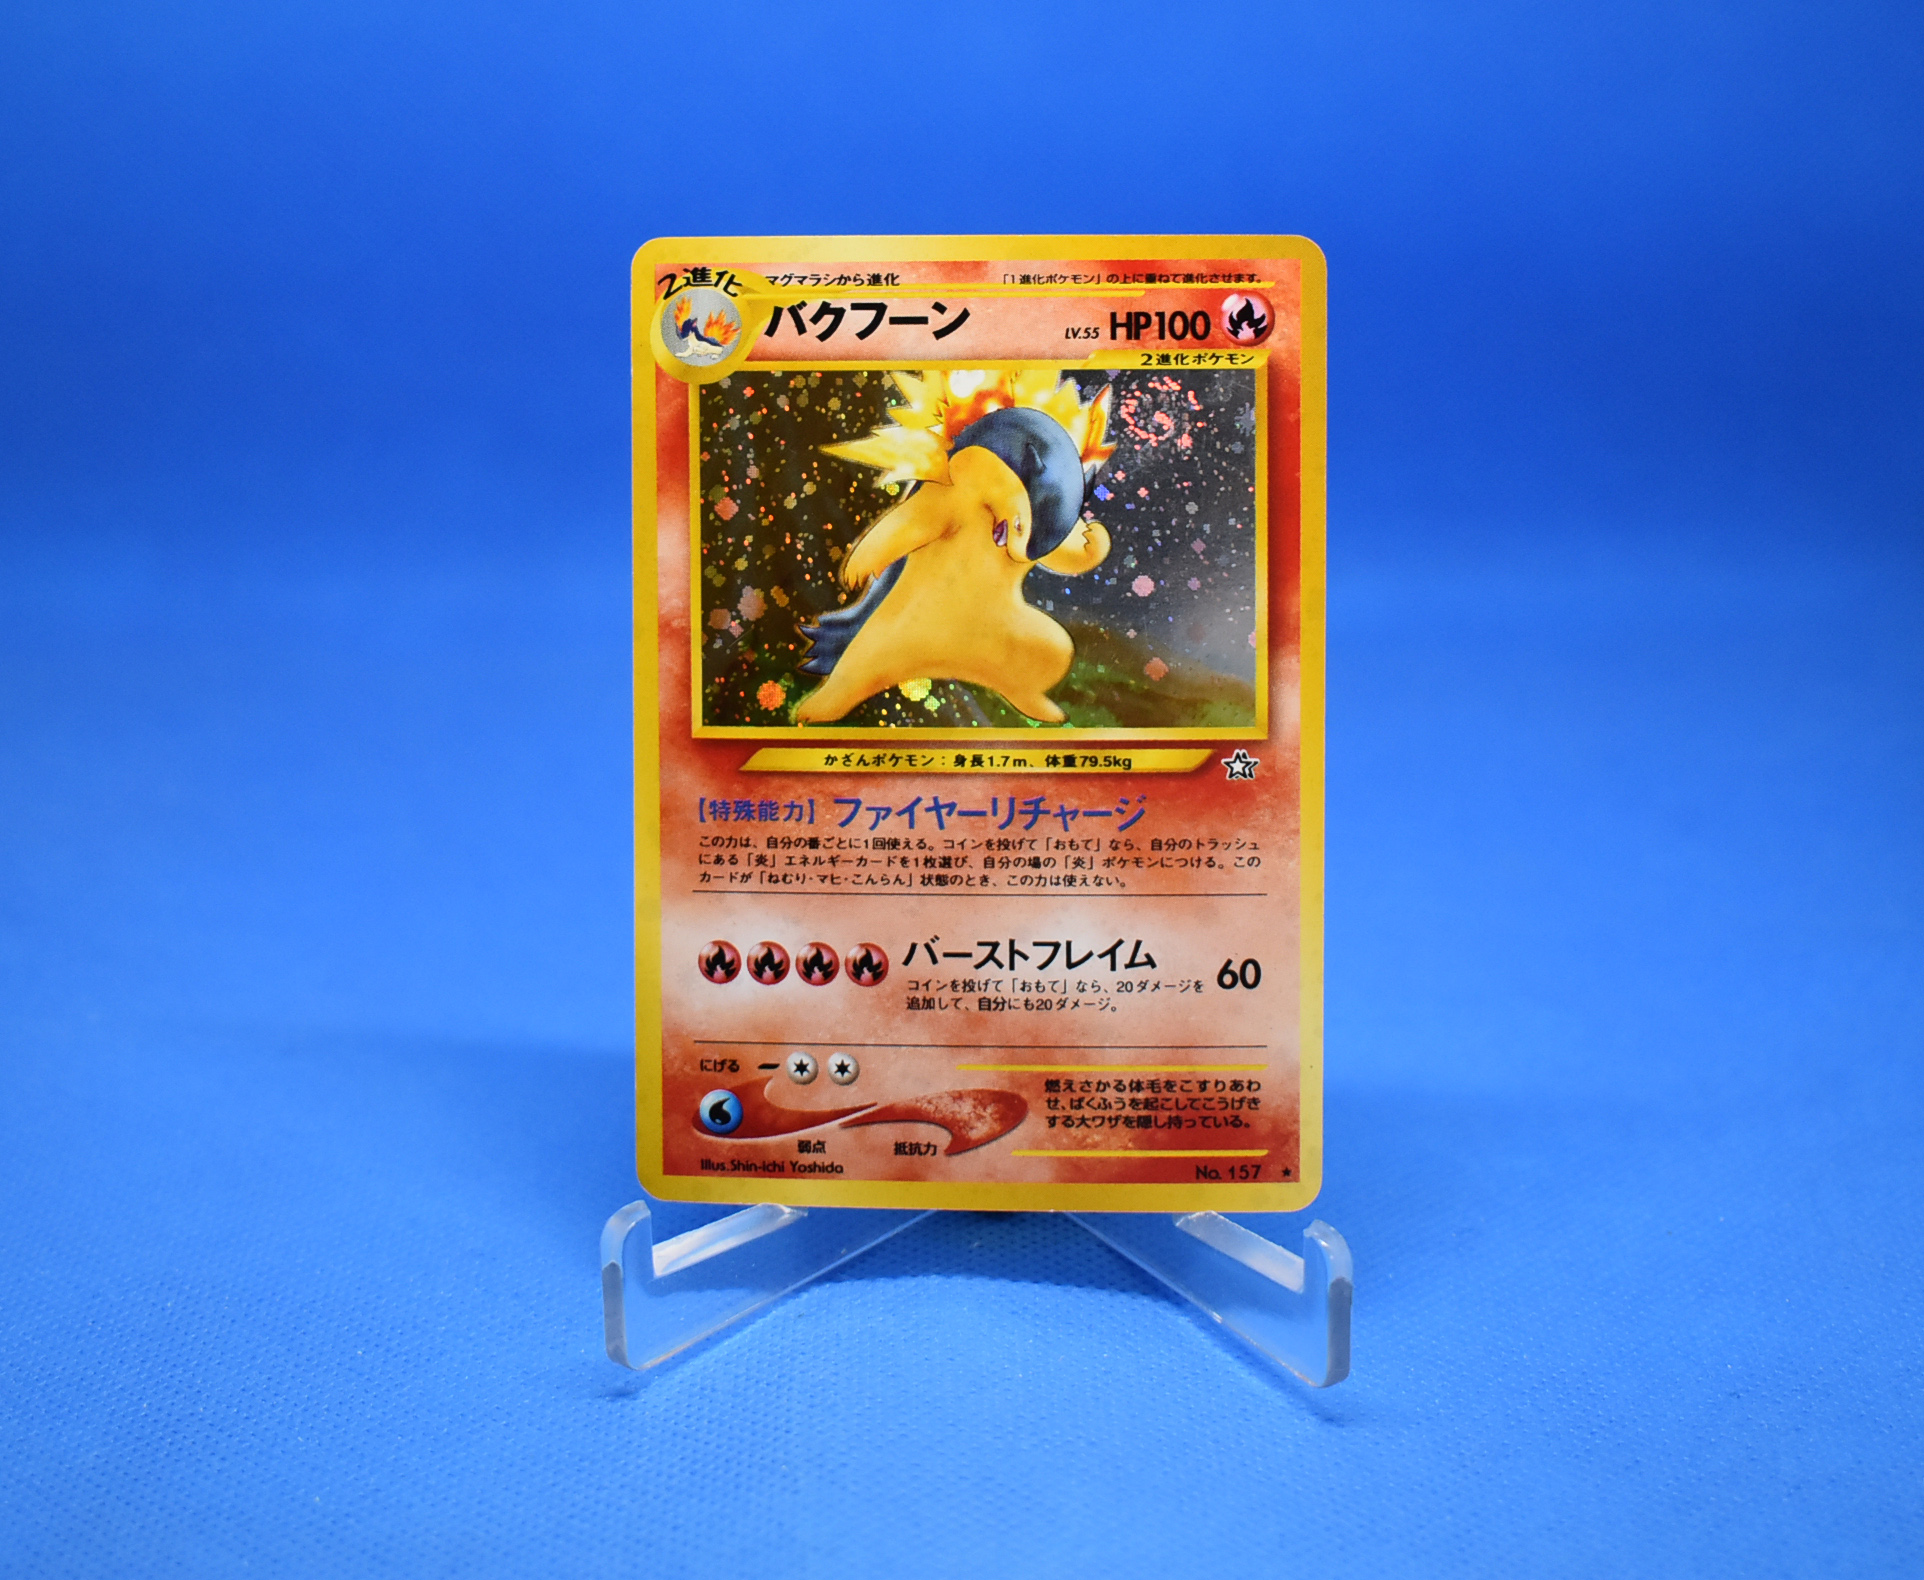 2進化
マグマラシから進化
「1進化ポケモン」の上に重ねて進化させます。
バクフーン
LV.55 HP100
2進化ポケモン
かざんポケモン：身長1.7m、体重79.5kg
【特殊能力】ファイヤーリチャージ
この力は、自分の番ごとに1回使える。コインを投げて「おもて」なら、自分のトラッシュ
にある「炎」エネルギーカードを1枚選び、自分の場の「炎」ポケモンにつける。この
カードが「ねむり・マヒ・こんらん」状態のとき、この力は使えない。
バーストフレイム 60
コインを投げて「おもて」なら、20ダメージを
追加して、自分にも20ダメージ。
にげる
燃えさかる体毛をこすりあわ
せ、ばくふうを起こしてこうげき
する大ワザを隠し持っている。
弱点 抵抗力
Illus.Shin-ichi Yoshida
No. 157 ★